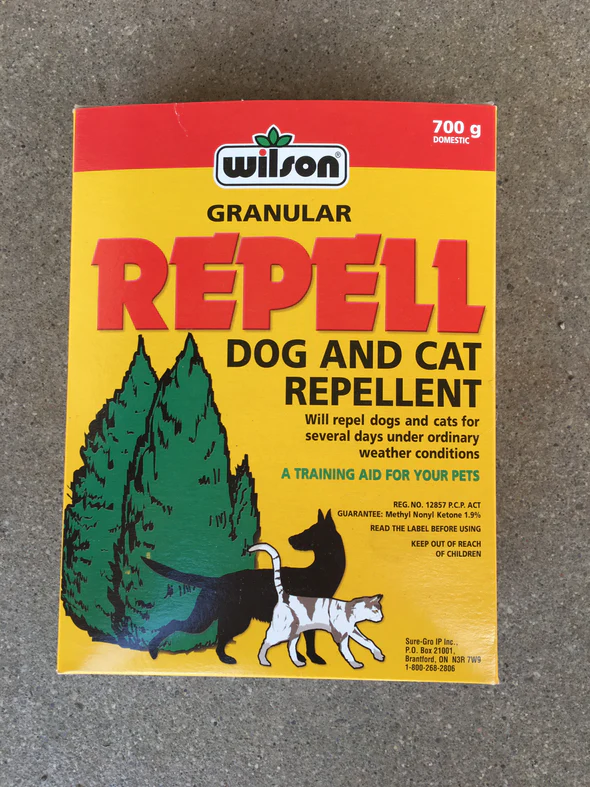 700 g
DOMESTIC
wilson®
GRANULAR
REPELL
DOG AND CAT
REPELLENT
Will repel dogs and cats for
several days under ordinary
weather conditions
A TRAINING AID FOR YOUR PETS
REG. NO. 12857 P.C.P. ACT
GUARANTEE: Methyl Nonyl Ketone 1.9%
READ THE LABEL BEFORE USING
KEEP OUT OF REACH
OF CHILDREN
Sure-Gro IP Inc.,
P.O. Box 21001,
Brantford, ON N3R 7W9
1-800-268-2806